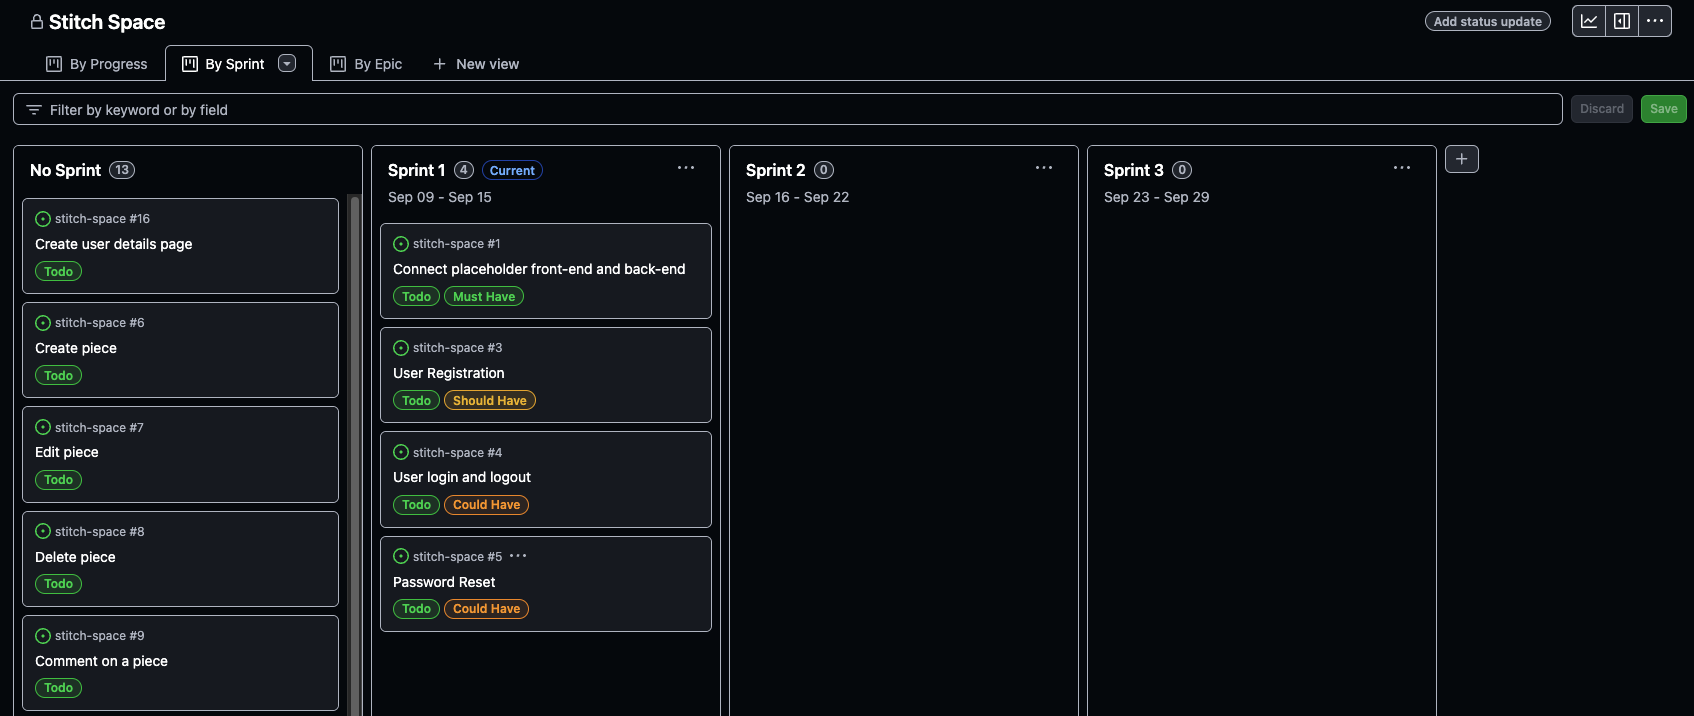 Stitch Space
Add status update
By Progress
By Sprint
By Epic
New view
Filter by keyword or by field
Discard
Save
No Sprint 13
stitch-space #16
Create user details page
Todo
stitch-space #6
Create piece
Todo
stitch-space #7
Edit piece
Todo
stitch-space #8
Delete piece
Todo
stitch-space #9
Comment on a piece
Todo
Sprint 1 4 Current
Sep 09 - Sep 15
stitch-space #1
Connect placeholder front-end and back-end
Todo Must Have
stitch-space #3
User Registration
Todo Should Have
stitch-space #4
User login and logout
Todo Could Have
stitch-space #5
Password Reset
Todo Could Have
Sprint 2 0
Sep 16 - Sep 22
Sprint 3 0
Sep 23 - Sep 29